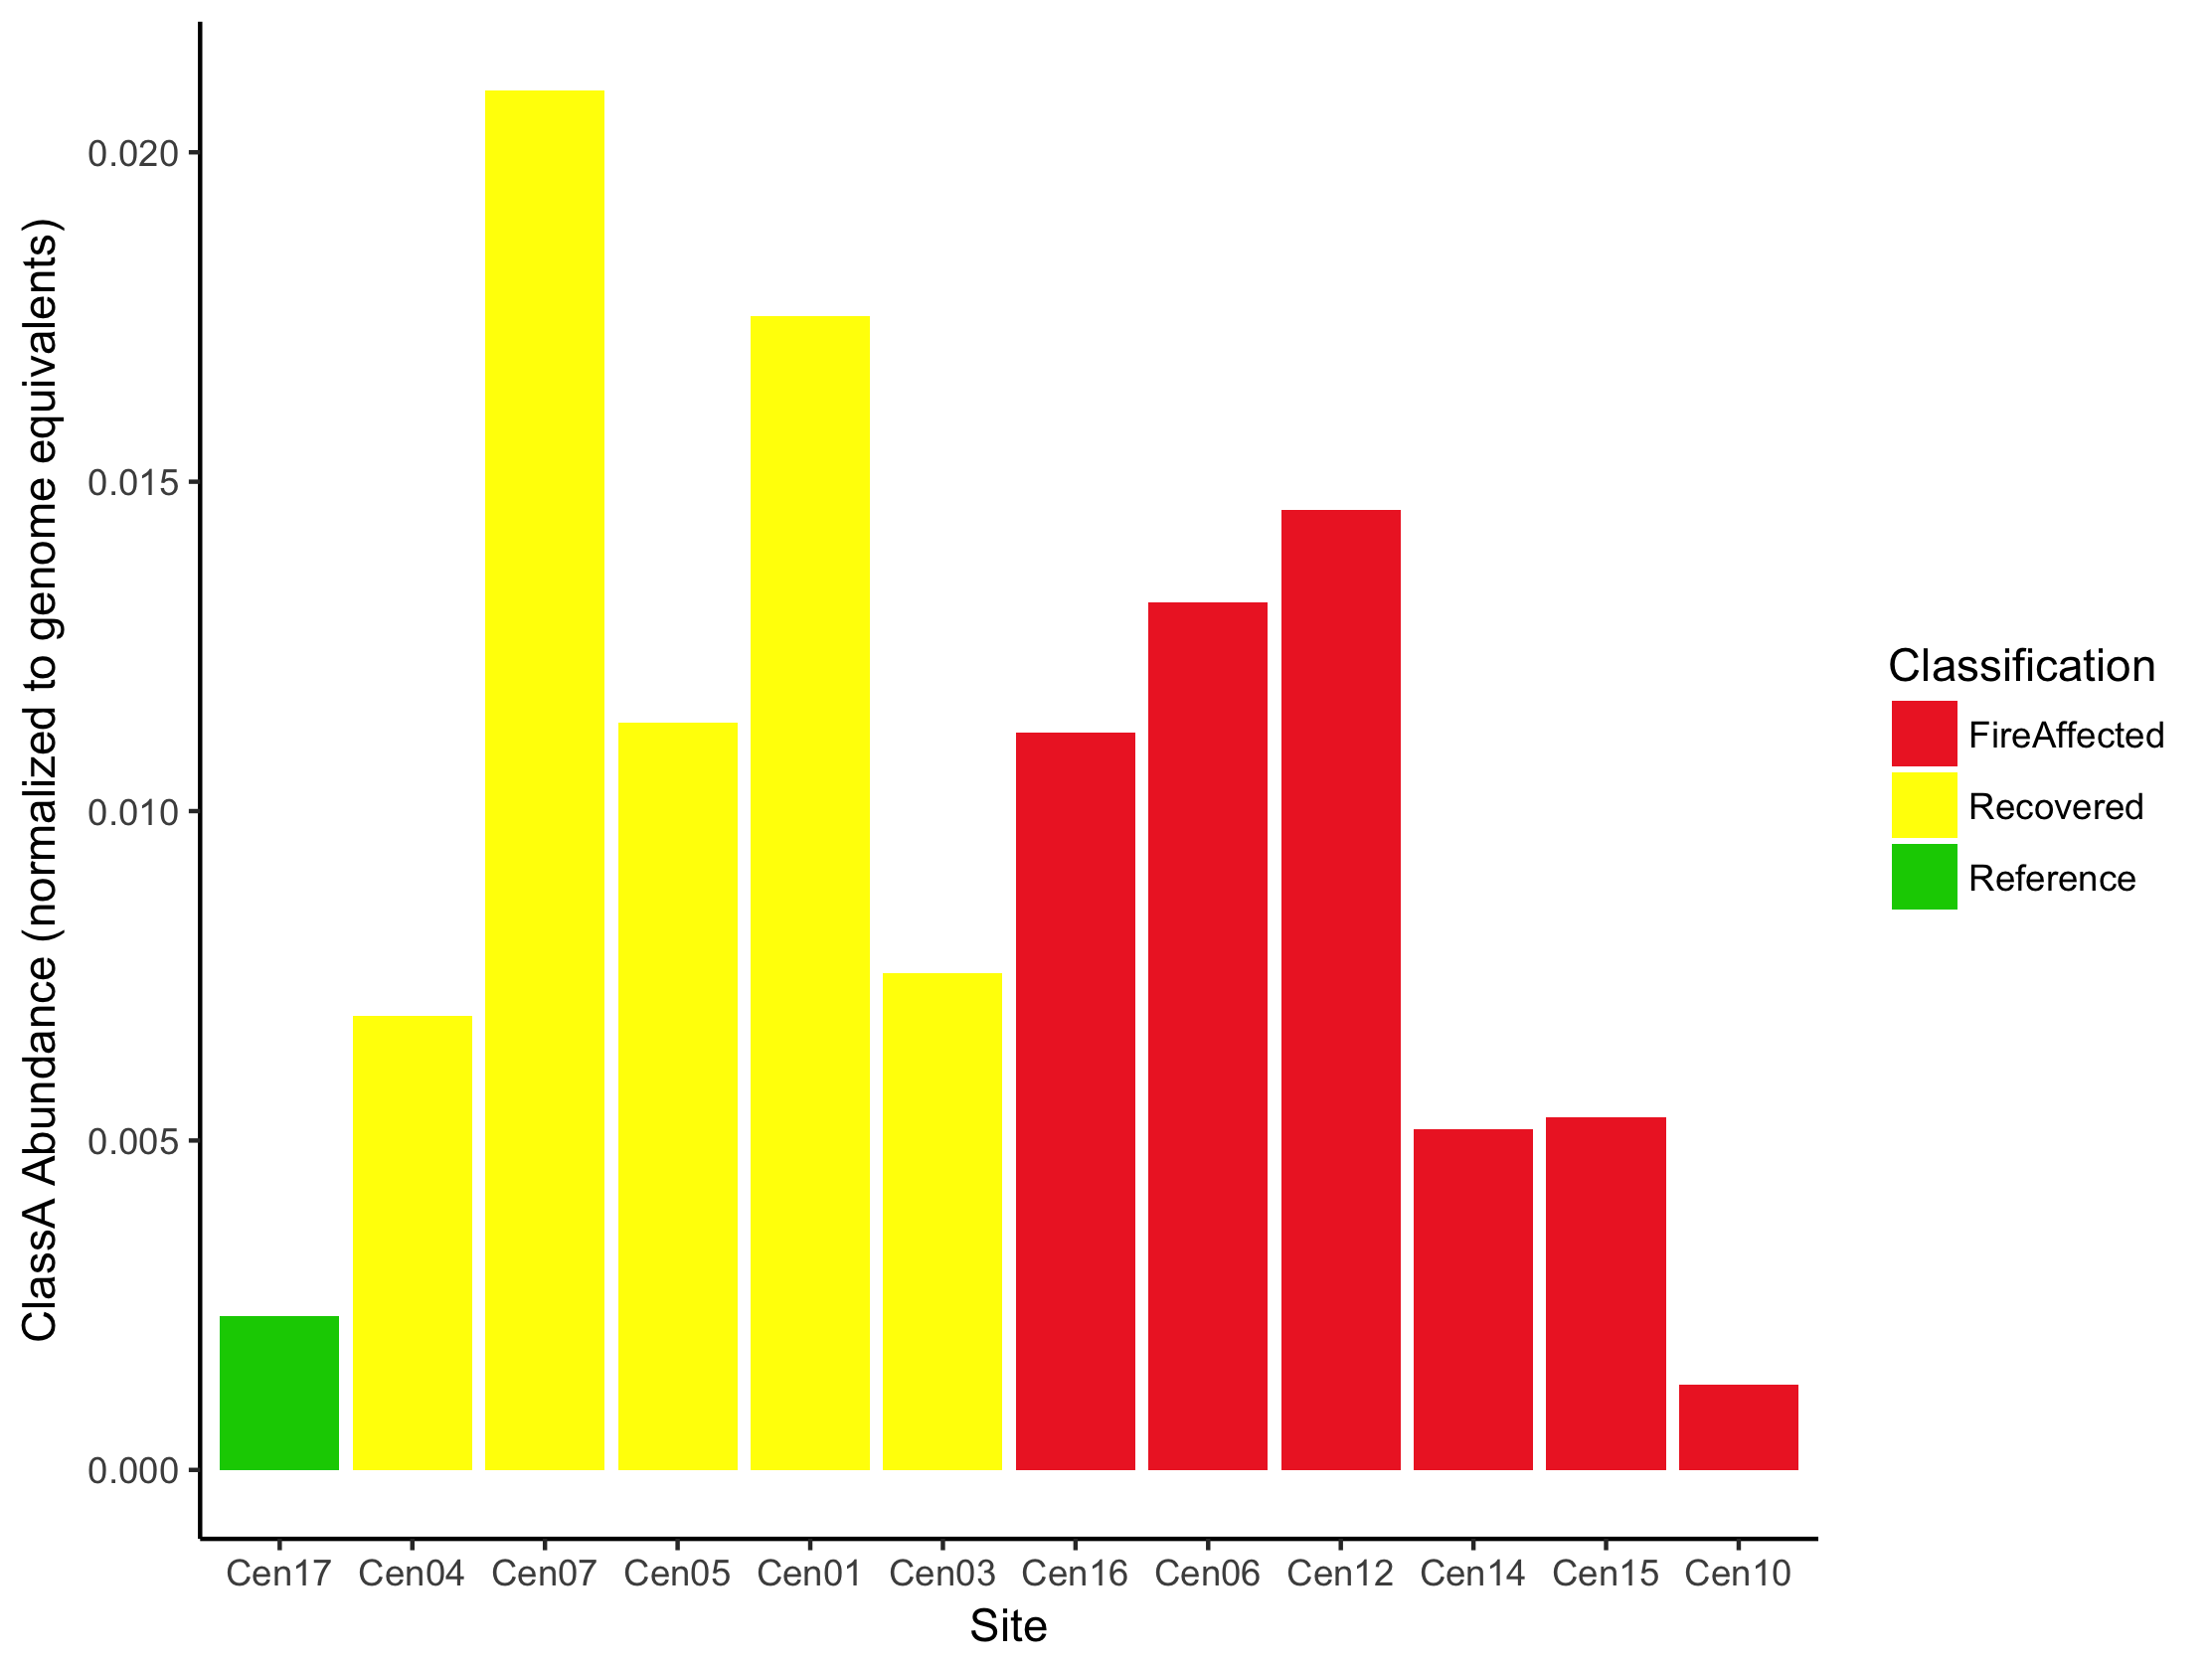 ClassA Abundance (normalized to genome equivalents)
0.020
0.015
0.010
0.005
0.000
Cen17 Cen04 Cen07 Cen05 Cen01 Cen03 Cen16 Cen06 Cen12 Cen14 Cen15 Cen10
Site
Classification
FireAffected
Recovered
Reference